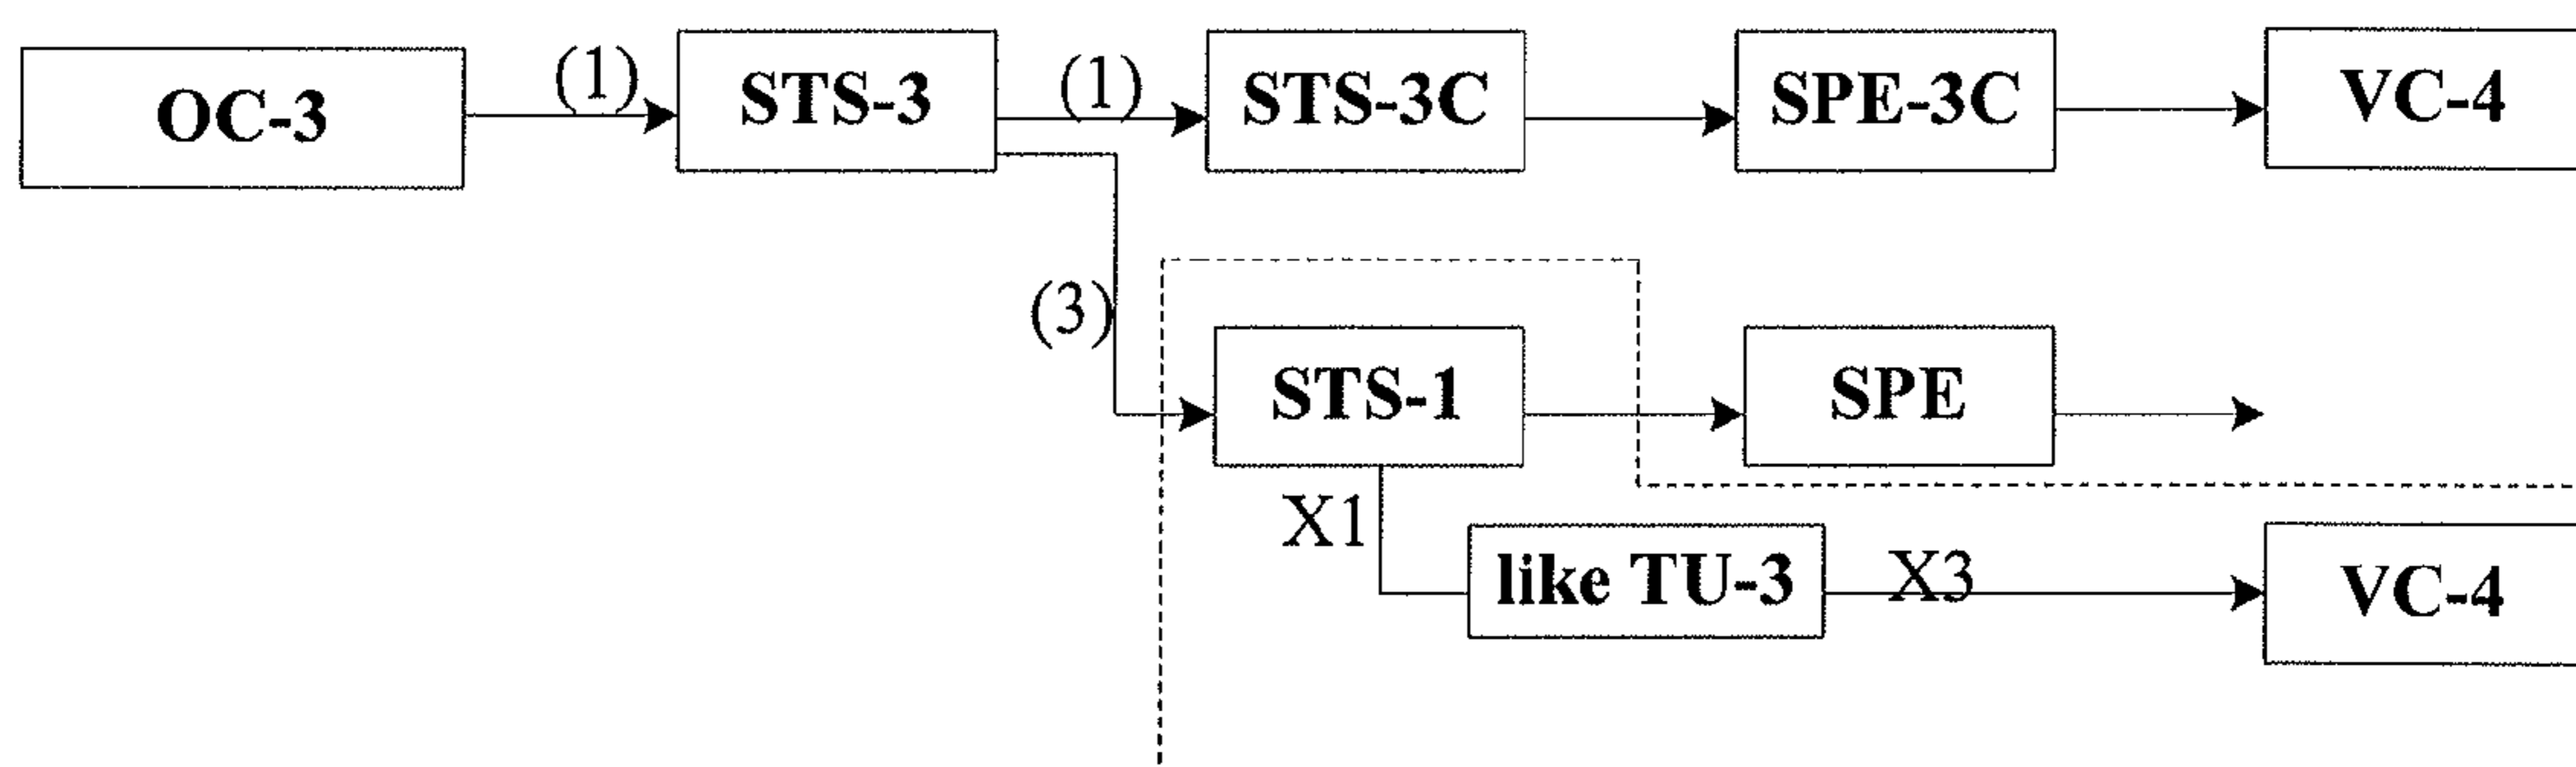 OC-3 (1) STS-3 (1) STS-3C SPE-3C VC-4
(3)
STS-1 SPE
X1
like TU-3 X3 VC-4